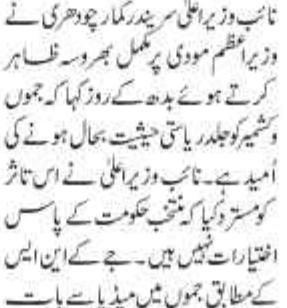 نائب وزیر اعلیٰ سریندر کمار چودھری نے
وزیر اعظم مودی پر مکمل بھروسہ ظاہر
کرتے ہوئے بدھ کے روز کہا کہ جموں
وکشمیر کو جلد ریاستی حیثیت بحال ہونے کی
اُمید ہے۔ نائب وزیر اعلیٰ نے اس تاثر
کو مسترد کیا کہ منتخب حکومت کے پاس
اختیارات نہیں ہیں۔ جے کے این ایس
کے مطابق جموں میں میڈیا سے بات